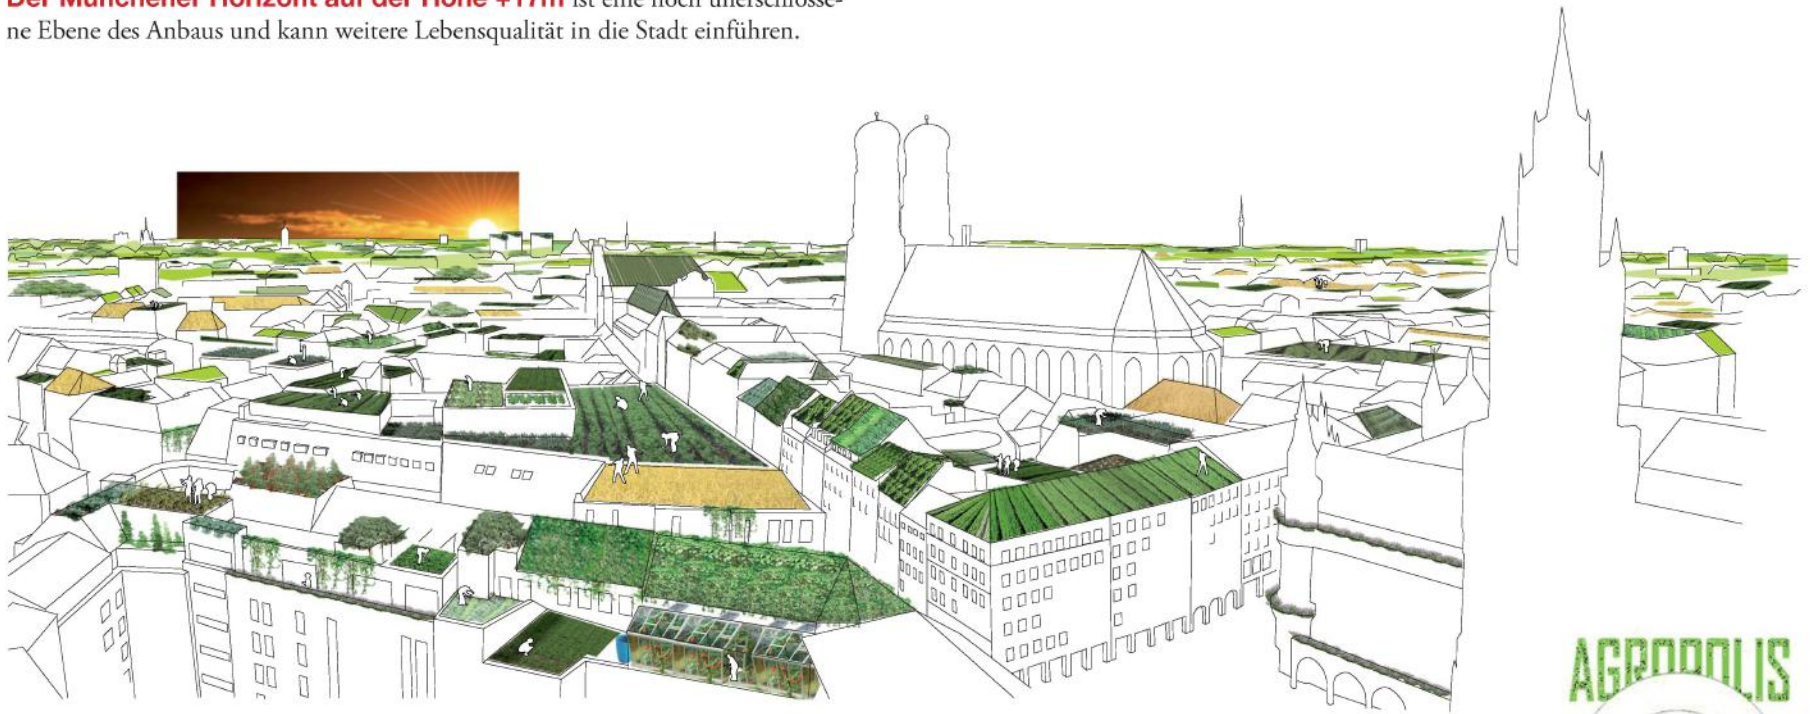 Der Münchener Horizont auf der Höhe +17m ist eine noch unerschlosse-
ne Ebene des Anbaus und kann weitere Lebensqualität in die Stadt einführen.
AGROPOLIS